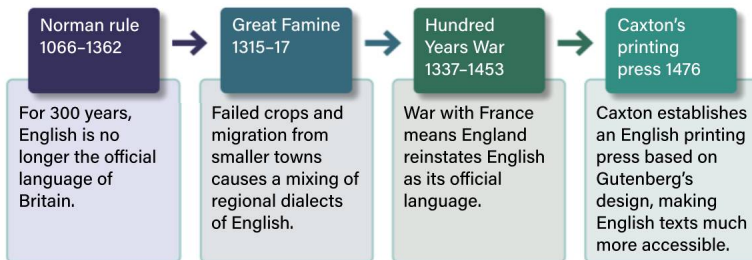 Norman rule
1066–1362
For 300 years,
English is no
longer the official
language of
Britain.
Great Famine
1315–17
Failed crops and
migration from
smaller towns
causes a mixing of
regional dialects
of English.
Hundred
Years War
1337–1453
War with France
means England
reinstates English
as its official
language.
Caxton’s
printing
press 1476
Caxton establishes
an English printing
press based on
Gutenberg’s
design, making
English texts much
more accessible.